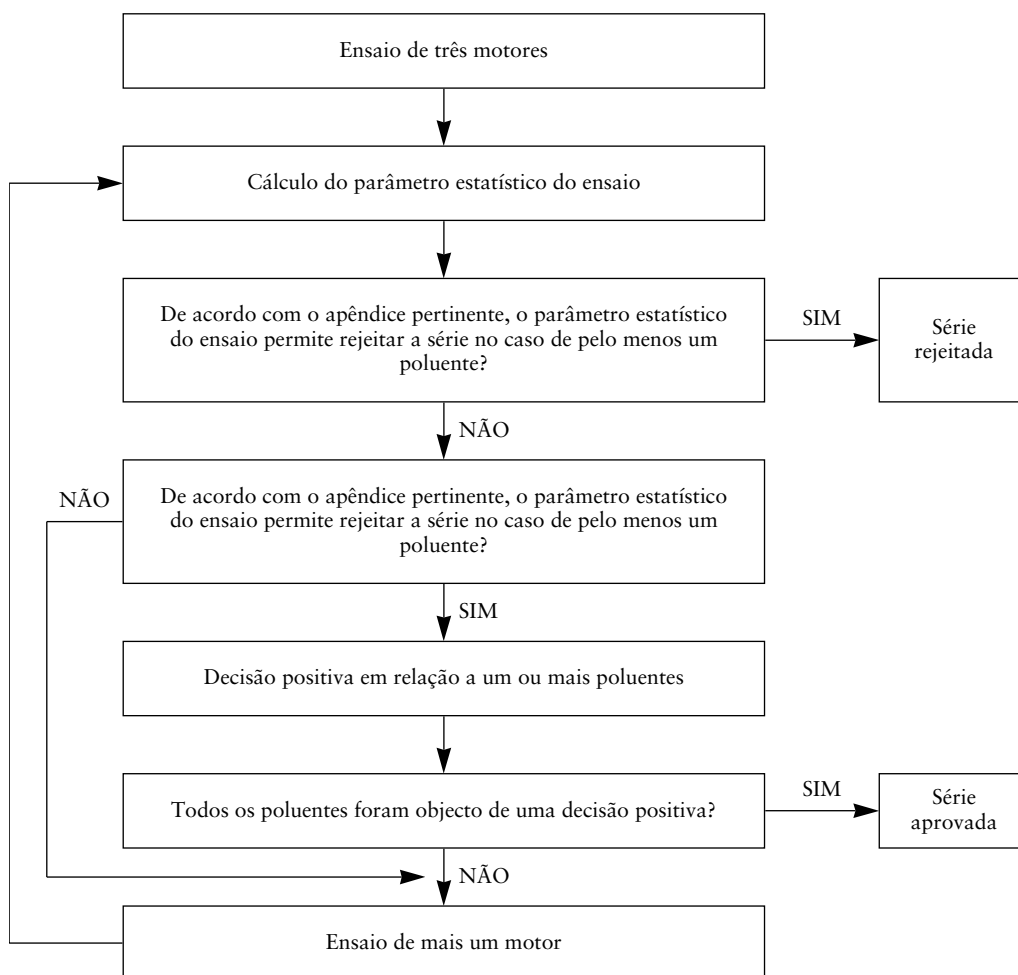 Ensaio de três motores
Cálculo do parâmetro estatístico do ensaio
De acordo com o apêndice pertinente, o parâmetro estatístico
do ensaio permite rejeitar a série no caso de pelo menos um
poluente?
SIM
Série
rejeitada
NÃO
NÃO
De acordo com o apêndice pertinente, o parâmetro estatístico
do ensaio permite rejeitar a série no caso de pelo menos um
poluente?
SIM
Decisão positiva em relação a um ou mais poluentes
Todos os poluentes foram objecto de uma decisão positiva?
SIM
Série
aprovada
NÃO
Ensaio de mais um motor